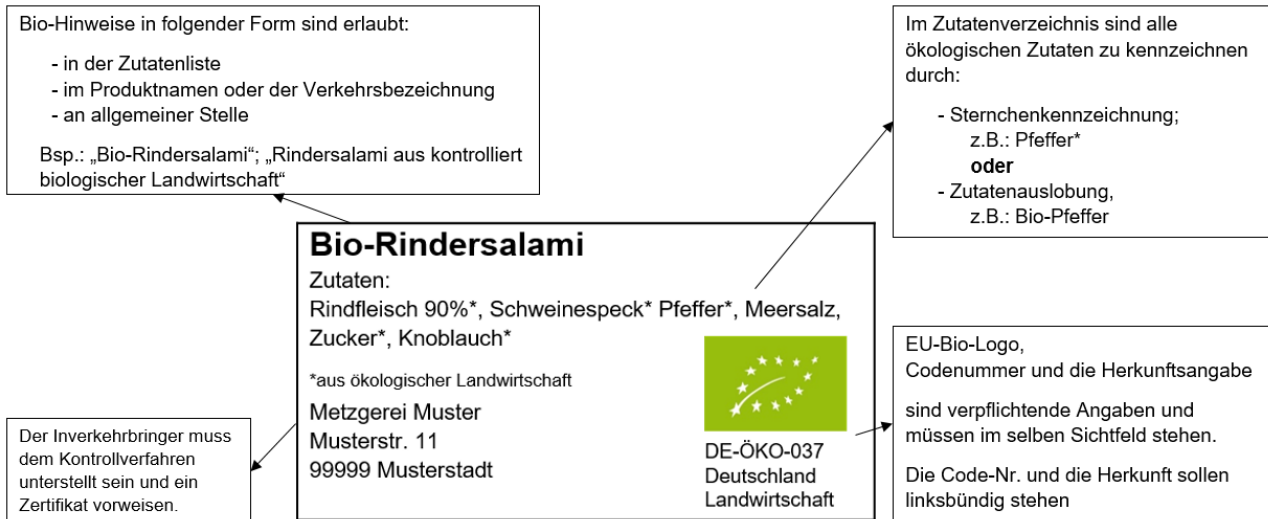 Bio-Hinweise in folgender Form sind erlaubt:
- in der Zutatenliste
- im Produktnamen oder der Verkehrsbezeichnung
- an allgemeiner Stelle
Bsp.: „Bio-Rindersalami“; „Rindersalami aus kontrolliert
biologischer Landwirtschaft“
Im Zutatenverzeichnis sind alle
ökologischen Zutaten zu kennzeichnen
durch:
- Sternchenkennzeichnung;
z.B.: Pfeffer*
oder
- Zutatenauslobung,
z.B.: Bio-Pfeffer
Bio-Rindersalami
Zutaten:
Rindfleisch 90%*, Schweinespeck* Pfeffer*, Meersalz,
Zucker*, Knoblauch*
*aus ökologischer Landwirtschaft
Metzgerei Muster
Musterstr. 11
99999 Musterstadt
DE-ÖKO-037
Deutschland
Landwirtschaft
EU-Bio-Logo,
Codenummer und die Herkunftsangabe
sind verpflichtende Angaben und
müssen im selben Sichtfeld stehen.
Die Code-Nr. und die Herkunft sollen
linksbündig stehen
Der Inverkehrbringer muss
dem Kontrollverfahren
unterstellt sein und ein
Zertifikat vorweisen.